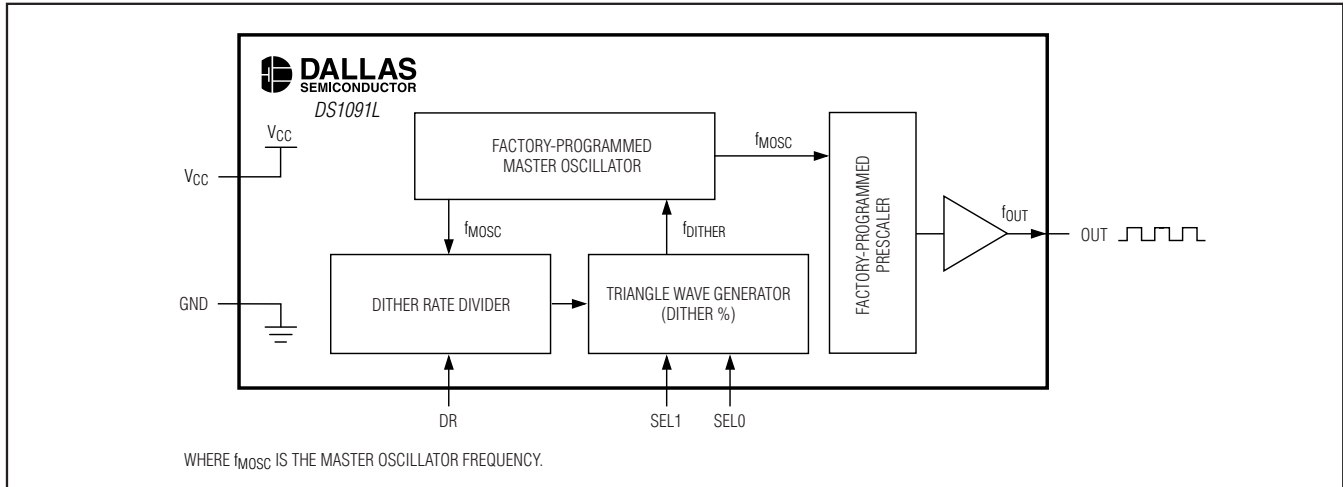 DALLAS
SEMICONDUCTOR
DS1091L
VCC
VCC
FACTORY-PROGRAMMED
MASTER OSCILLATOR
fMOSC
fMOSC
fDITHER
FACTORY-PROGRAMMED
PRESCALER
fOUT
OUT
GND
DITHER RATE DIVIDER
TRIANGLE WAVE GENERATOR
(DITHER %)
DR
SEL1
SEL0
WHERE fMOSC IS THE MASTER OSCILLATOR FREQUENCY.